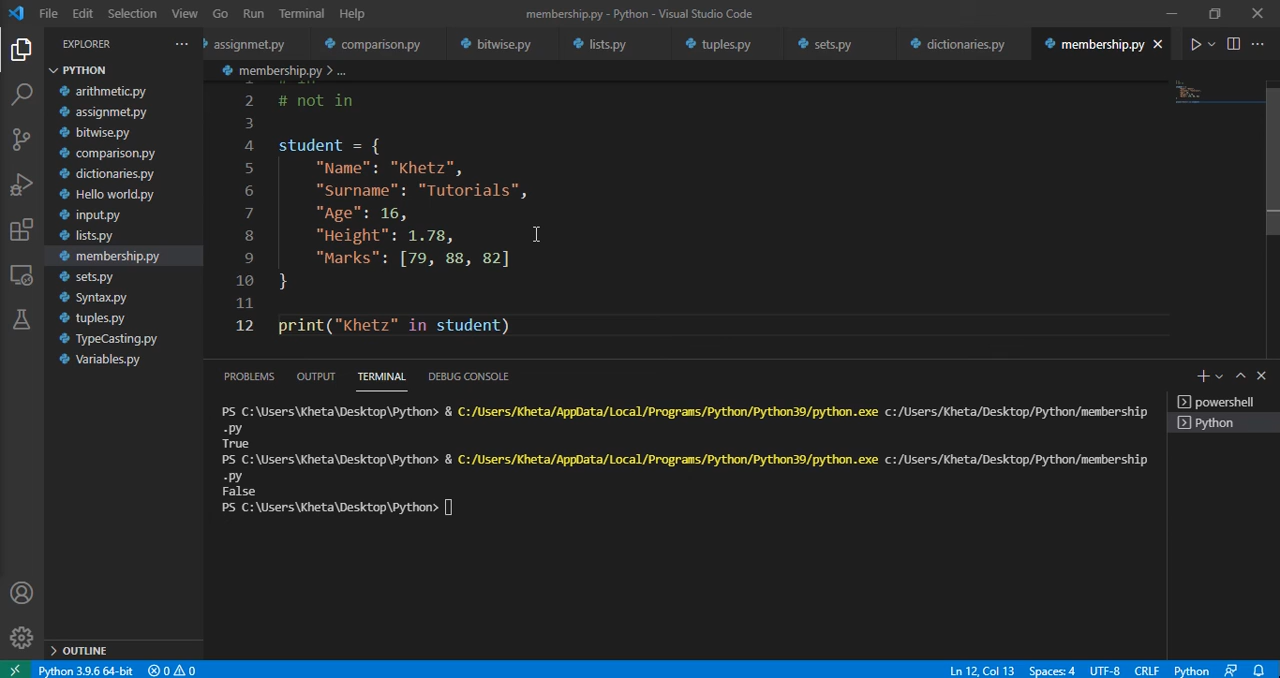 File Edit Selection View Go Run Terminal Help
membership.py - Python - Visual Studio Code
EXPLORER
assignmet.py comparison.py bitwise.py lists.py tuples.py sets.py dictionaries.py membership.py
PYTHON
arithmetic.py
assignmet.py
bitwise.py
comparison.py
dictionaries.py
Hello world.py
input.py
lists.py
membership.py
sets.py
Syntax.py
tuples.py
TypeCasting.py
Variables.py
OUTLINE
membership.py > ...
2 # not in
3
4 student = {
5 "Name": "Khetz",
6 "Surname": "Tutorials",
7 "Age": 16,
8 "Height": 1.78,
9 "Marks": [79, 88, 82]
10 }
11
12 print("Khetz" in student)
PROBLEMS OUTPUT TERMINAL DEBUG CONSOLE
PS C:\Users\Kheta\Desktop\Python> & C:/Users/Kheta/AppData/Local/Programs/Python/Python39/python.exe c:/Users/Kheta/Desktop/Python/membership
.py
True
PS C:\Users\Kheta\Desktop\Python> & C:/Users/Kheta/AppData/Local/Programs/Python/Python39/python.exe c:/Users/Kheta/Desktop/Python/membership
.py
False
PS C:\Users\Kheta\Desktop\Python>
powershell
Python
Python 3.9.6 64-bit 0 0 Ln 12, Col 13 Spaces: 4 UTF-8 CRLF Python